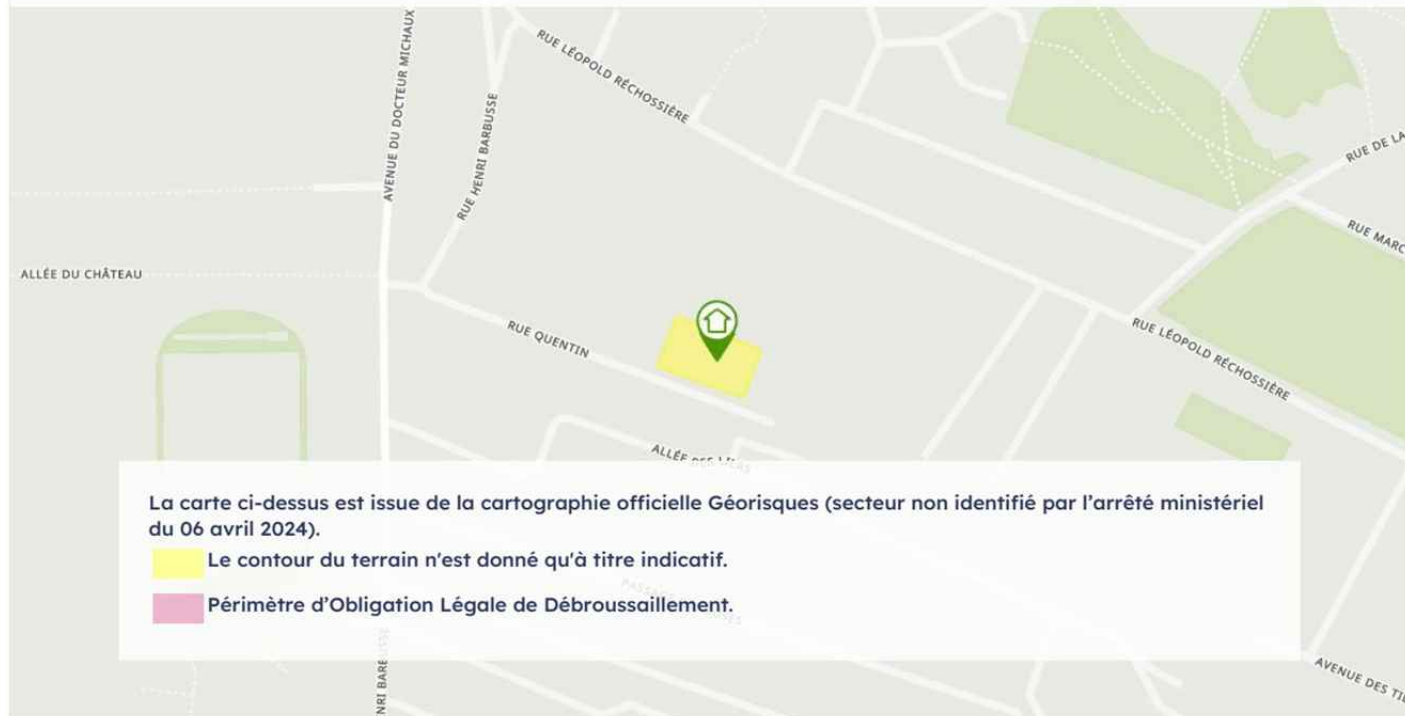 AVENUE DU DOCTEUR MICHAUX
RUE LÉOPOLD RÉCHOSSIÈRE
RUE HENRI BARBUSSE
RUE DE LA
RUE MARC
ALLÉE DU CHÂTEAU
RUE QUENTIN
RUE LÉOPOLD RÉCHOSSIÈRE
ALLÉE
La carte ci-dessus est issue de la cartographie officielle Géorisques (secteur non identifié par l'arrêté ministériel
du 06 avril 2024).
Le contour du terrain n'est donné qu'à titre indicatif.
Périmètre d'Obligation Légale de Débroussaillement.
AVENUE DES